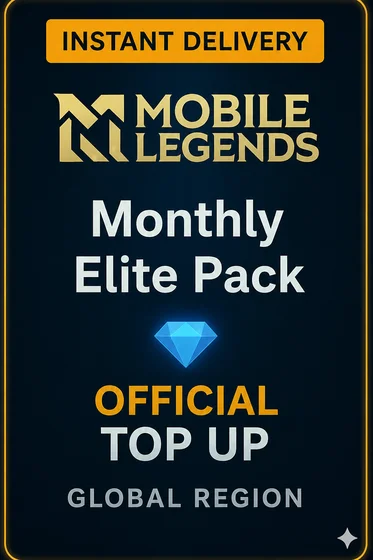 INSTANT DELIVERY
MOBILE
LEGENDS
Monthly
Elite Pack
OFFICIAL
TOP UP
GLOBAL REGION